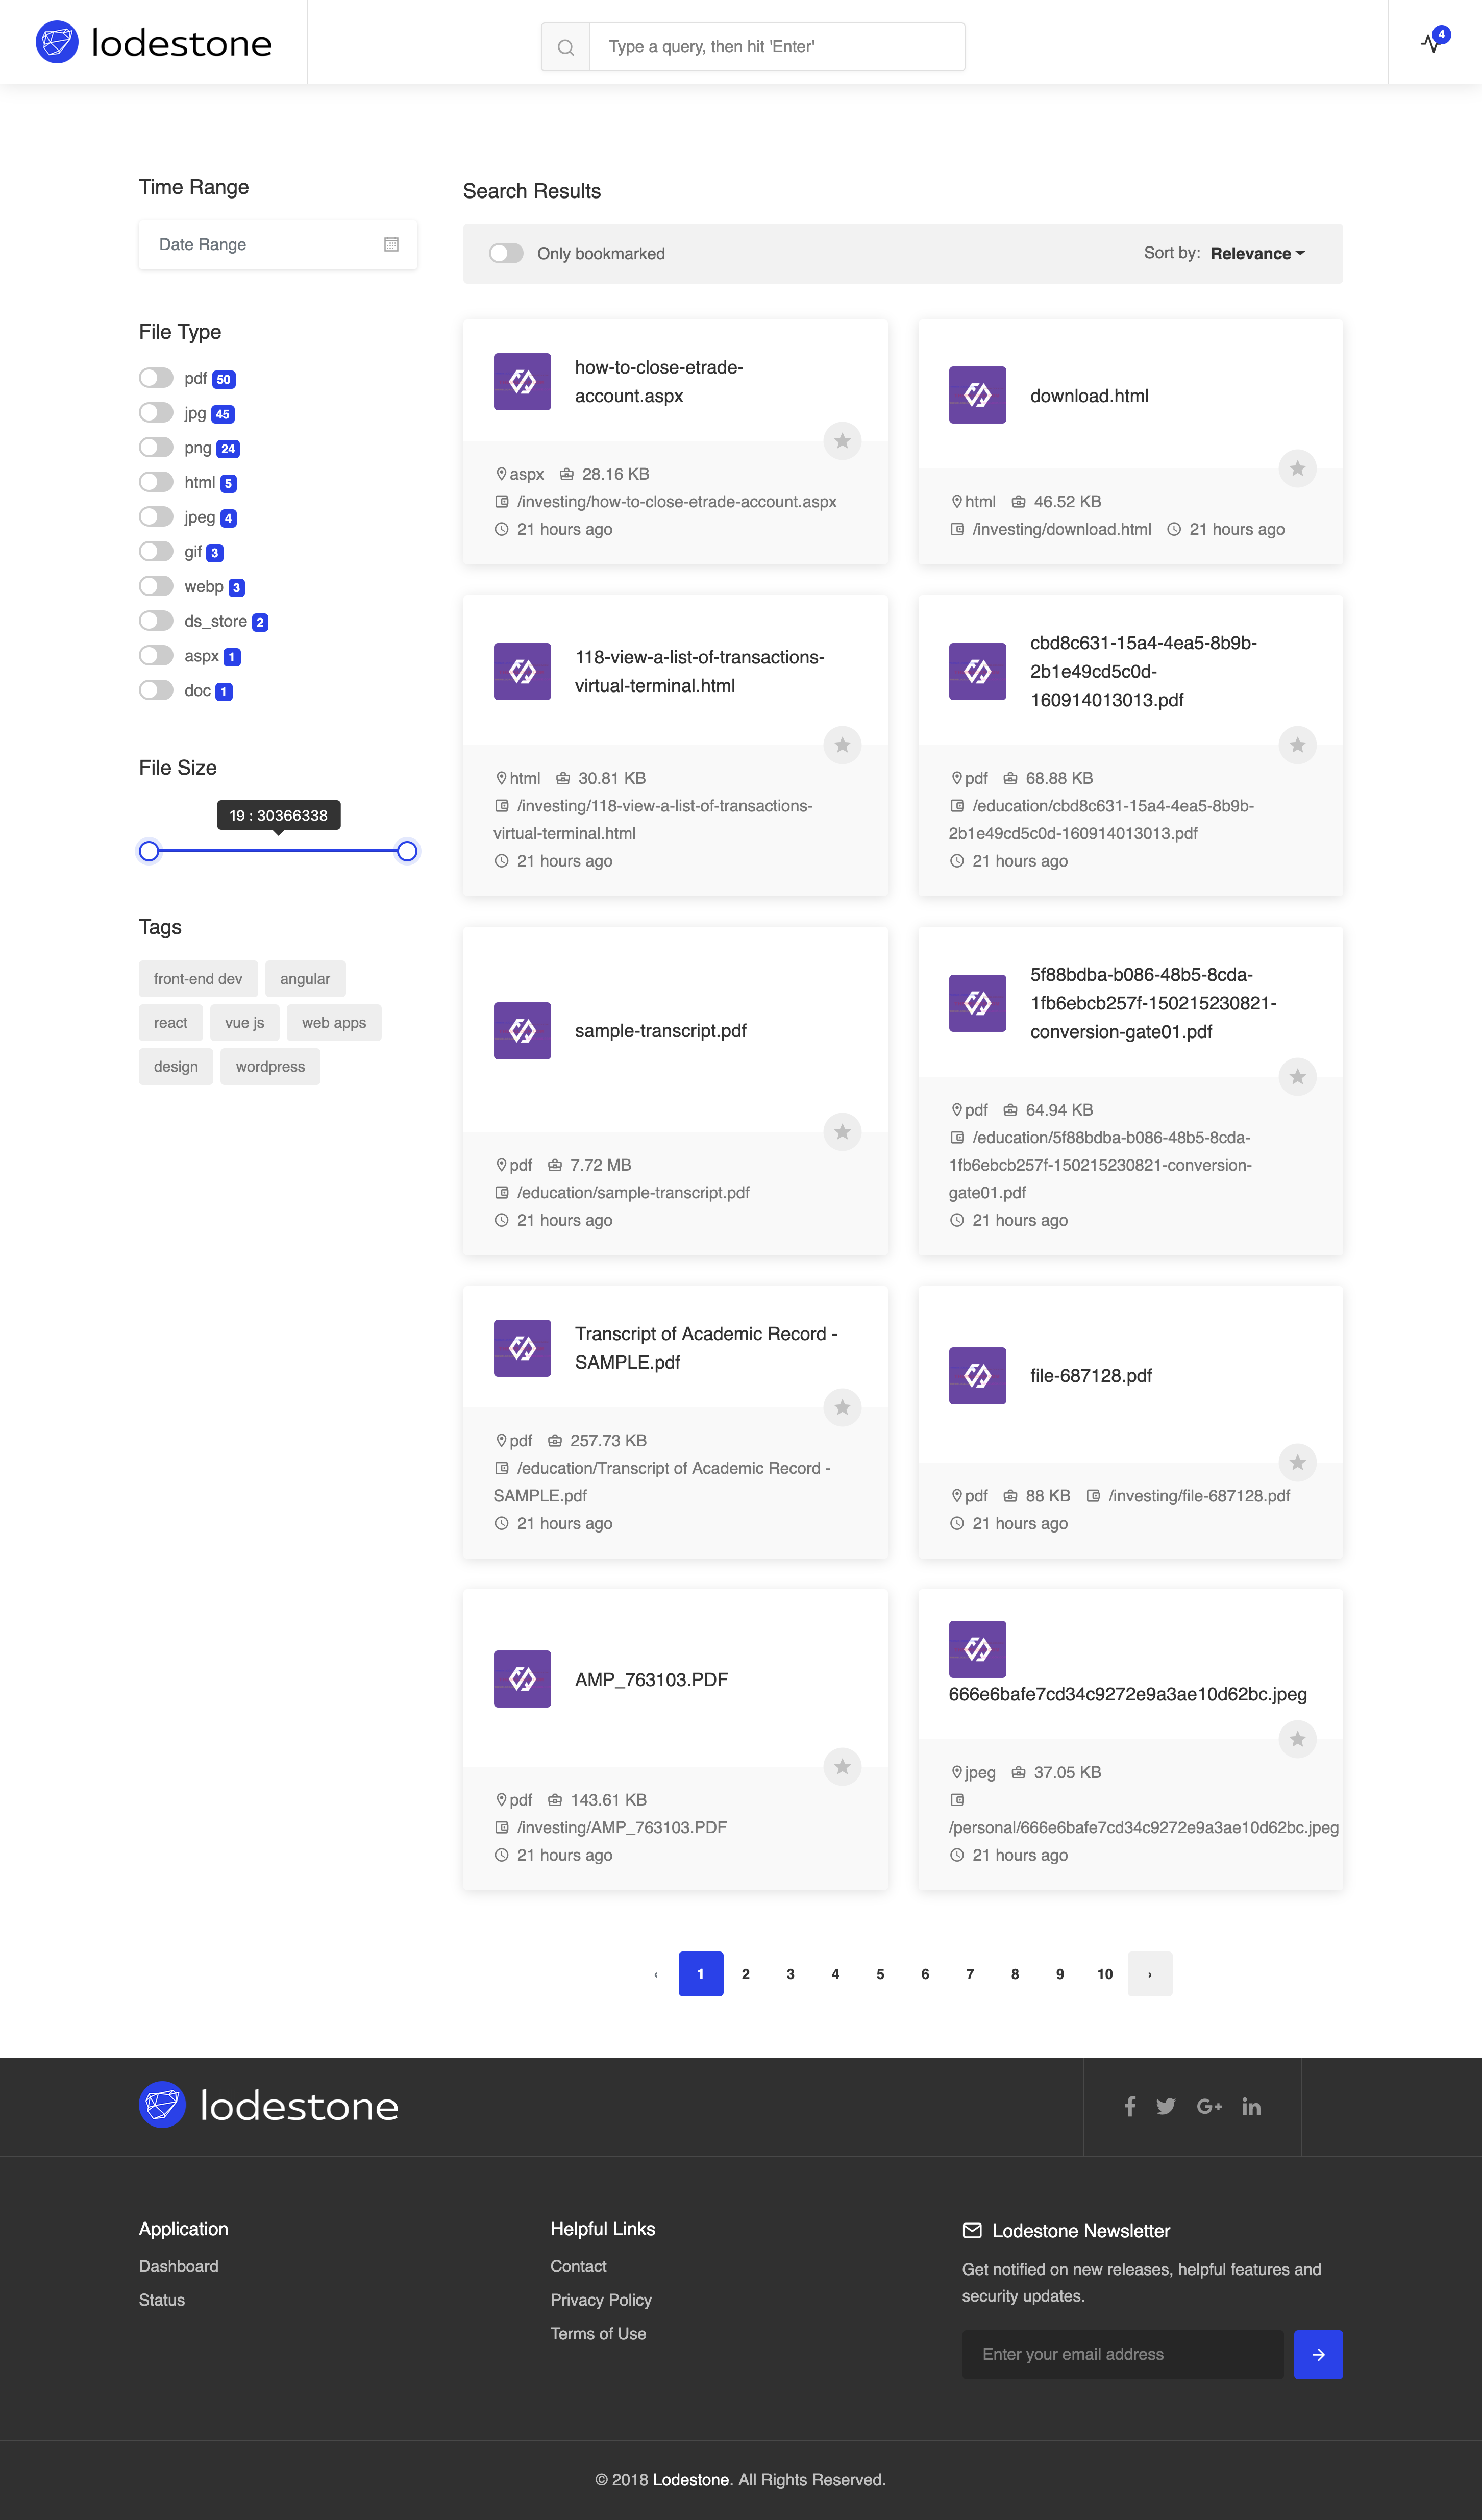 lodestone
Type a query, then hit 'Enter'
4
Time Range
Date Range
File Type
pdf 50
jpg 45
png 24
html 5
jpeg 4
gif 3
webp 3
ds_store 2
aspx 1
doc 1
File Size
19 : 30366338
Tags
front-end dev angular
react vue js web apps
design wordpress
Search Results
Only bookmarked
Sort by: Relevance
how-to-close-etrade-
account.aspx
aspx 28.16 KB
/investing/how-to-close-etrade-account.aspx
21 hours ago
download.html
html 46.52 KB
/investing/download.html 21 hours ago
118-view-a-list-of-transactions-
virtual-terminal.html
html 30.81 KB
/investing/118-view-a-list-of-transactions-
virtual-terminal.html
21 hours ago
cbd8c631-15a4-4ea5-8b9b-
2b1e49cd5c0d-
160914013013.pdf
pdf 68.88 KB
/education/cbd8c631-15a4-4ea5-8b9b-
2b1e49cd5c0d-160914013013.pdf
21 hours ago
sample-transcript.pdf
pdf 7.72 MB
/education/sample-transcript.pdf
21 hours ago
5f88bdba-b086-48b5-8cda-
1fb6ebcb257f-150215230821-
conversion-gate01.pdf
pdf 64.94 KB
/education/5f88bdba-b086-48b5-8cda-
1fb6ebcb257f-150215230821-conversion-
gate01.pdf
21 hours ago
Transcript of Academic Record -
SAMPLE.pdf
pdf 257.73 KB
/education/Transcript of Academic Record -
SAMPLE.pdf
21 hours ago
file-687128.pdf
pdf 88 KB /investing/file-687128.pdf
21 hours ago
AMP_763103.PDF
pdf 143.61 KB
/investing/AMP_763103.PDF
21 hours ago
666e6bafe7cd34c9272e9a3ae10d62bc.jpeg
jpeg 37.05 KB
/personal/666e6bafe7cd34c9272e9a3ae10d62bc.jpeg
21 hours ago
‹ 1 2 3 4 5 6 7 8 9 10 ›
lodestone
Application
Dashboard
Status
Helpful Links
Contact
Privacy Policy
Terms of Use
Lodestone Newsletter
Get notified on new releases, helpful features and
security updates.
Enter your email address
© 2018 Lodestone. All Rights Reserved.